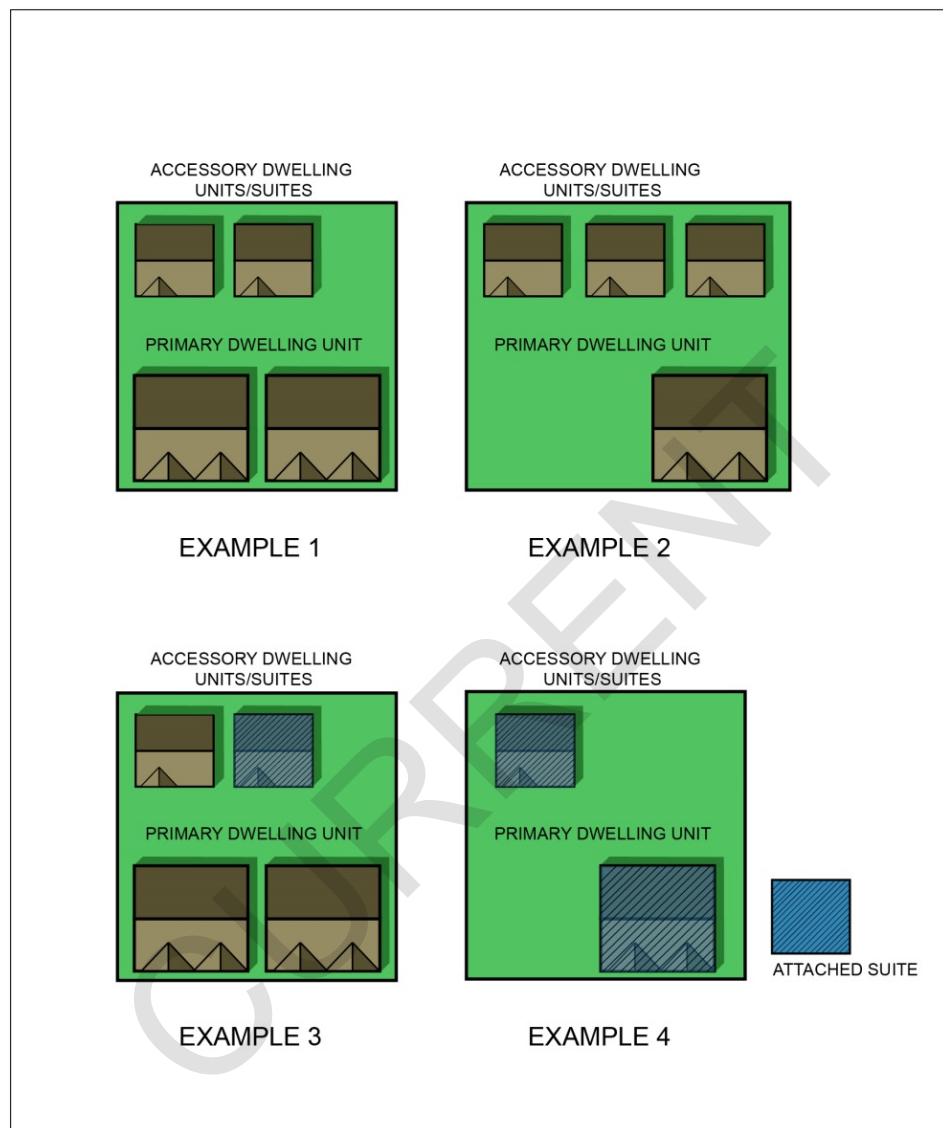 ACCESSORY DWELLING
UNITS/SUITES
PRIMARY DWELLING UNIT
EXAMPLE 1
ACCESSORY DWELLING
UNITS/SUITES
PRIMARY DWELLING UNIT
EXAMPLE 2
ACCESSORY DWELLING
UNITS/SUITES
PRIMARY DWELLING UNIT
EXAMPLE 3
ACCESSORY DWELLING
UNITS/SUITES
PRIMARY DWELLING UNIT
EXAMPLE 4
ATTACHED SUITE
CURRENT